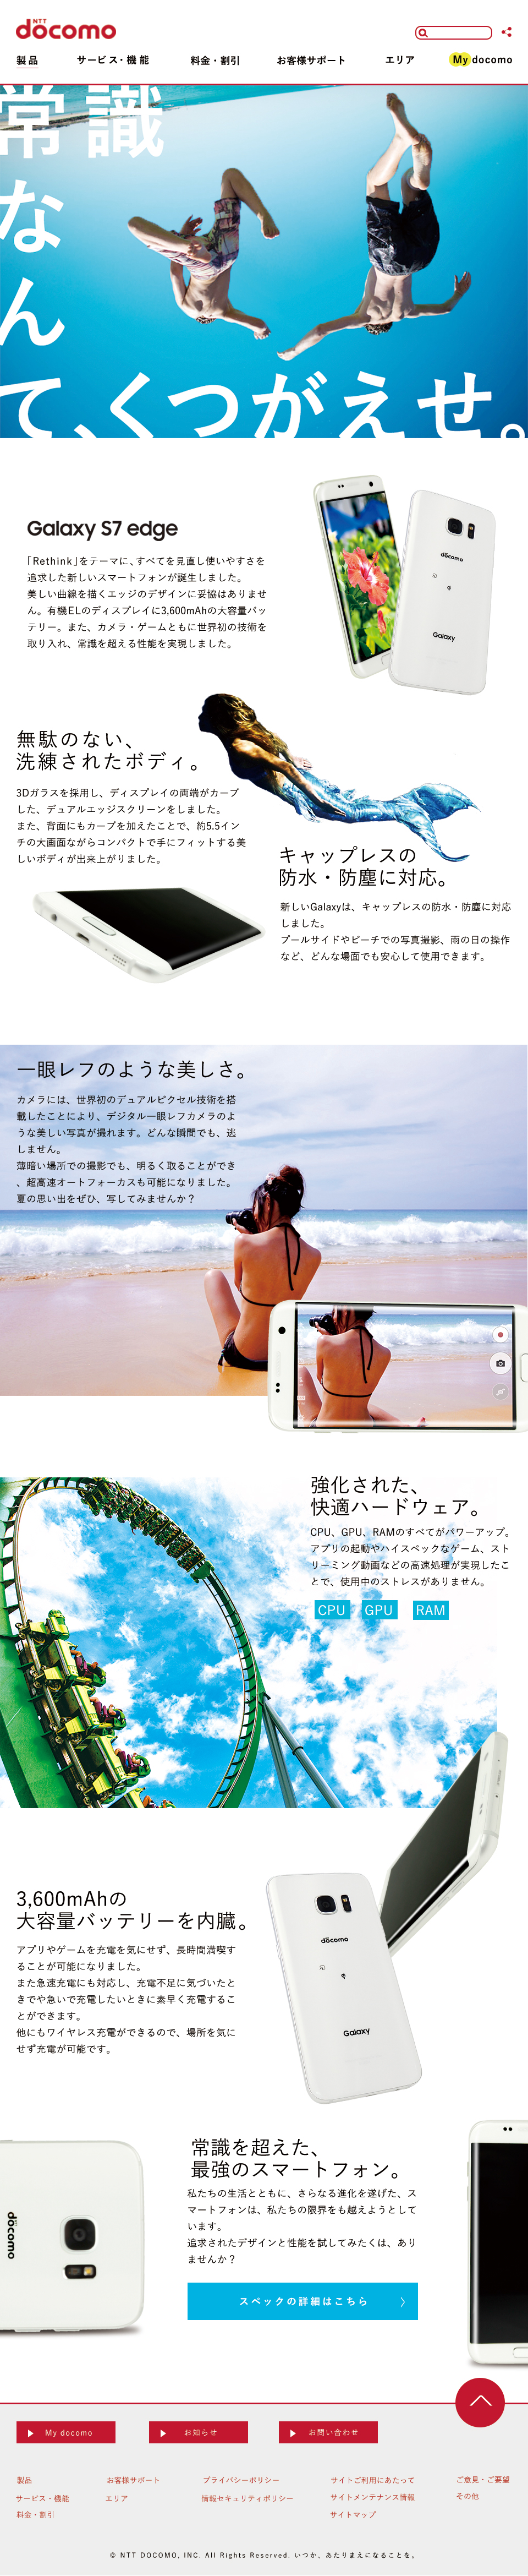 NTT
docomo
製品 サービス・機能 料金・割引 お客様サポート エリア My docomo
常識
な
ん
て、くつがえせ。
Galaxy S7 edge
「Rethink」をテーマに、すべてを見直し使いやすさを
追求した新しいスマートフォンが誕生しました。
美しい曲線を描くエッジのデザインに妥協はありませ
ん。有機ELのディスプレイに3,600mAhの大容量バッ
テリー。また、カメラ・ゲームともに世界初の技術を
取り入れ、常識を超える性能を実現しました。
docomo
Galaxy
無駄のない、
洗練されたボディ。
3Dガラスを採用し、ディスプレイの両端がカーブ
した、デュアルエッジスクリーンをしました。
また、背面にもカーブを加えたことで、約5.5イン
チの大画面ながらコンパクトで手にフィットする美
しいボディが出来上がりました。
キャップレスの
防水・防塵に対応。
新しいGalaxyは、キャップレスの防水・防塵に対応
しました。
プールサイドやビーチでの写真撮影、雨の日の操作
など、どんな場面でも安心して使用できます。
一眼レフのような美しさ。
カメラには、世界初のデュアルピクセル技術を搭
載したことにより、デジタル一眼レフカメラのよ
うな美しい写真が撮れます。どんな瞬間でも、逃
しません。
薄暗い場所での撮影でも、明るく取ることができ
、超高速オートフォーカスも可能になりました。
夏の思い出をぜひ、写してみませんか？
強化された、
快適ハードウェア。
CPU、GPU、RAMのすべてがパワーアップ。
アプリの起動やハイスペックなゲーム、スト
リーミング動画などの高速処理が実現したこ
とで、使用中のストレスがありません。
CPU GPU RAM
3,600mAhの
大容量バッテリーを内臓。
アプリやゲームを充電を気にせず、長時間満喫す
ることが可能になりました。
また急速充電にも対応し、充電不足に気づいたと
きでや急いで充電したいときに素早く充電するこ
とができます。
他にもワイヤレス充電ができるので、場所を気に
せず充電が可能です。
docomo
Galaxy
常識を超えた、
最強のスマートフォン。
私たちの生活とともに、さらなる進化を遂げた、ス
マートフォンは、私たちの限界をも越えようとして
います。
追求されたデザインと性能を試してみたくは、あり
ませんか？
docomo
スペックの詳細はこちら
My docomo お知らせ お問い合わせ
製品 お客様サポート プライバシーポリシー サイトご利用にあたって ご意見・ご要望
サービス・機能 エリア 情報セキュリティポリシー サイトメンテナンス情報 その他
料金・割引 サイトマップ
© NTT DOCOMO, INC. All Rights Reserved. いつか、あたりまえになることを。